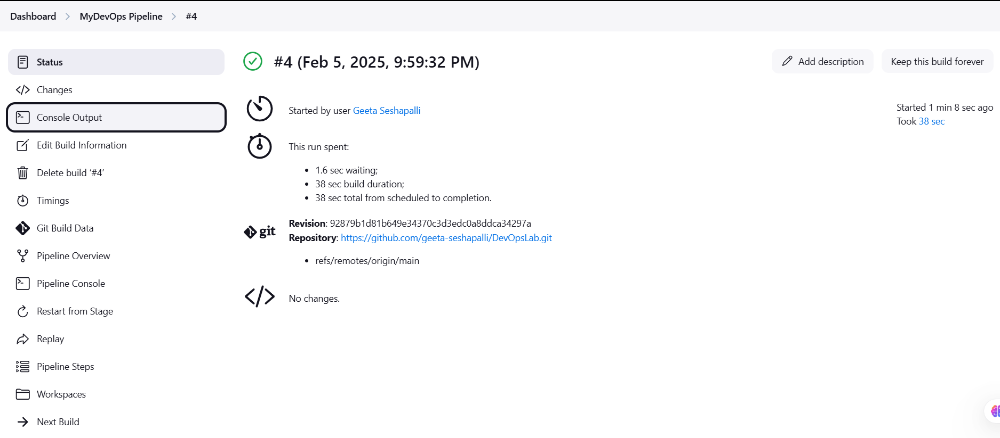 Dashboard > MyDevOps Pipeline > #4
Status
Changes
Console Output
Edit Build Information
Delete build ‘#4’
Timings
Git Build Data
Pipeline Overview
Pipeline Console
Restart from Stage
Replay
Pipeline Steps
Workspaces
Next Build
#4 (Feb 5, 2025, 9:59:32 PM)
Add description
Keep this build forever
Started by user Geeta Seshapalli
Started 1 min 8 sec ago
Took 38 sec
This run spent:
• 1.6 sec waiting;
• 38 sec build duration;
• 38 sec total from scheduled to completion.
git
Revision: 92879b1d81b649e34370c3d3edc0a8ddca34297a
Repository: https://github.com/geeta-seshapalli/DevOpsLab.git
• refs/remotes/origin/main
No changes.